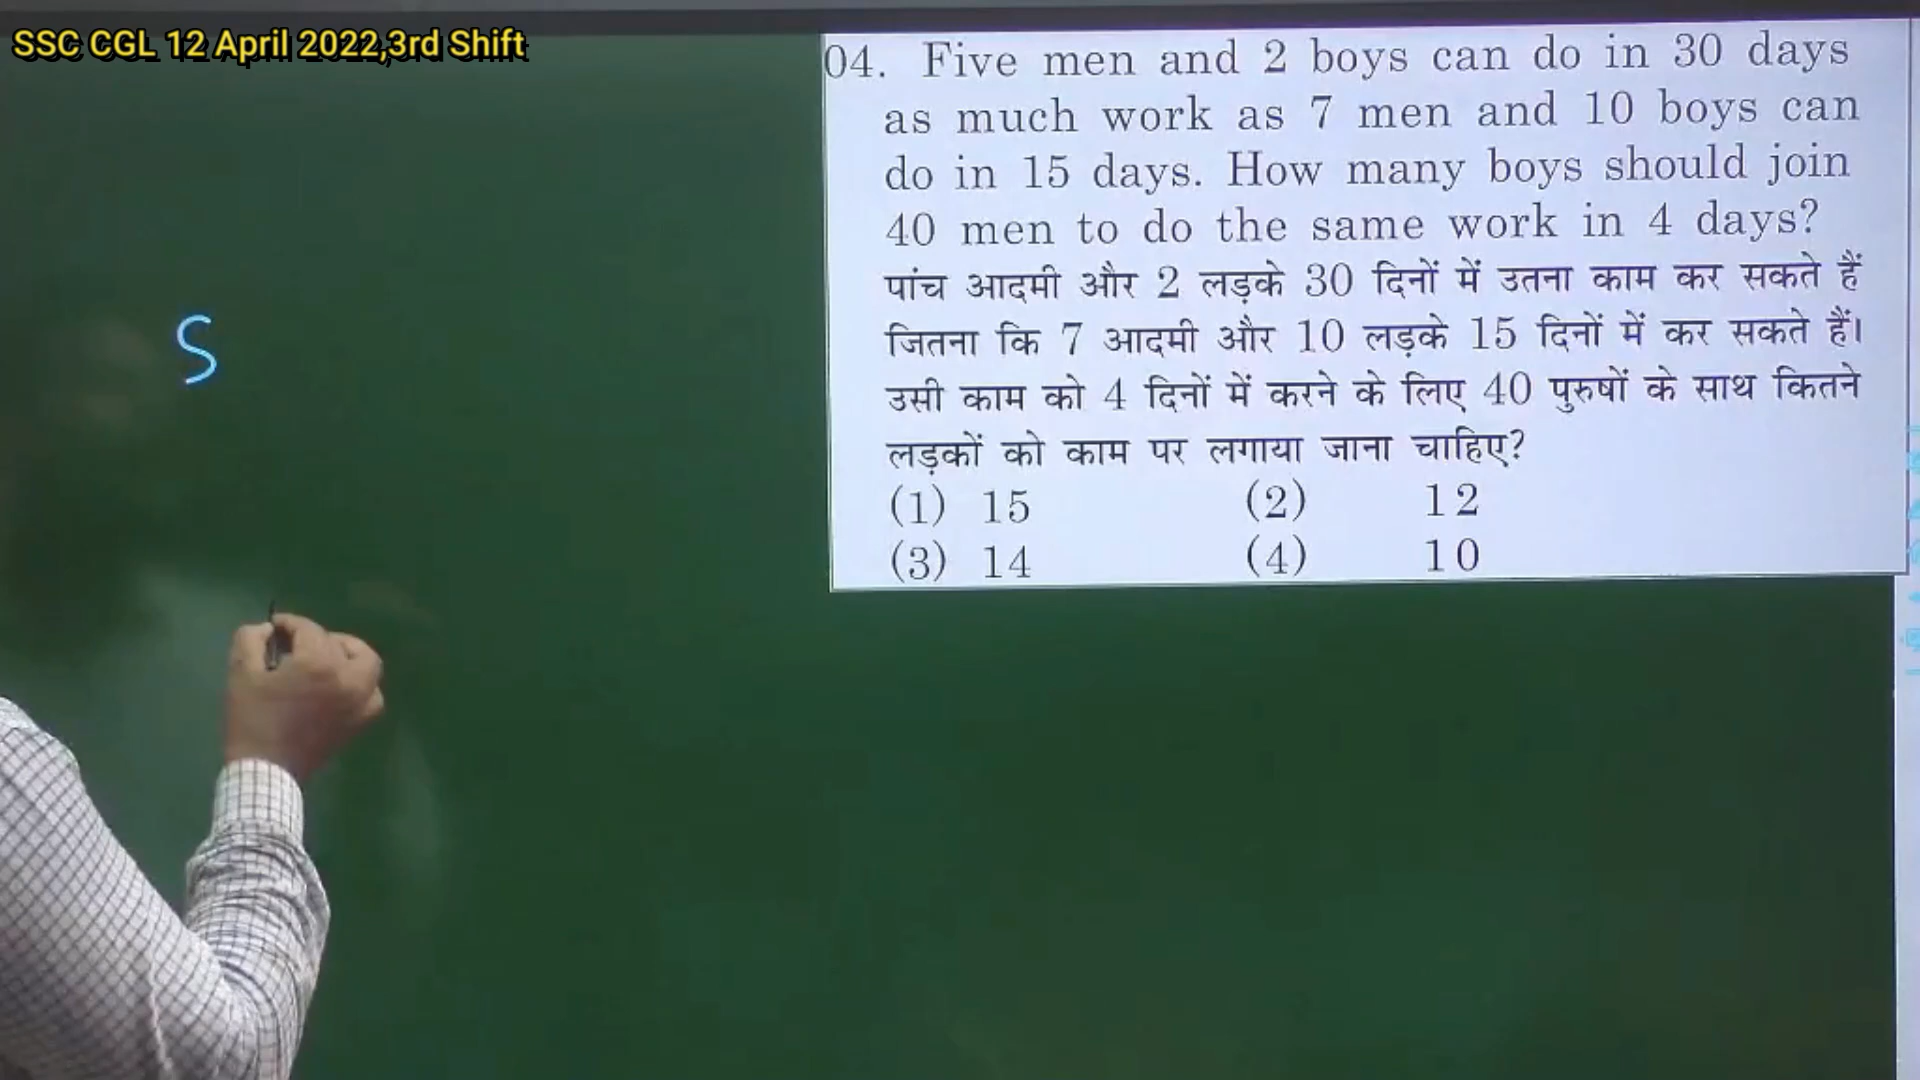 SSC CGL 12 April 2022,3rd Shift
04. Five men and 2 boys can do in 30 days
as much work as 7 men and 10 boys can
do in 15 days. How many boys should join
40 men to do the same work in 4 days?
पांच आदमी और 2 लड़के 30 दिनों में उतना काम कर सकते हैं
जितना कि 7 आदमी और 10 लड़के 15 दिनों में कर सकते हैं।
उसी काम को 4 दिनों में करने के लिए 40 पुरुषों के साथ कितने
लड़कों को काम पर लगाया जाना चाहिए?
(1) 15 (2) 12
(3) 14 (4) 10
5